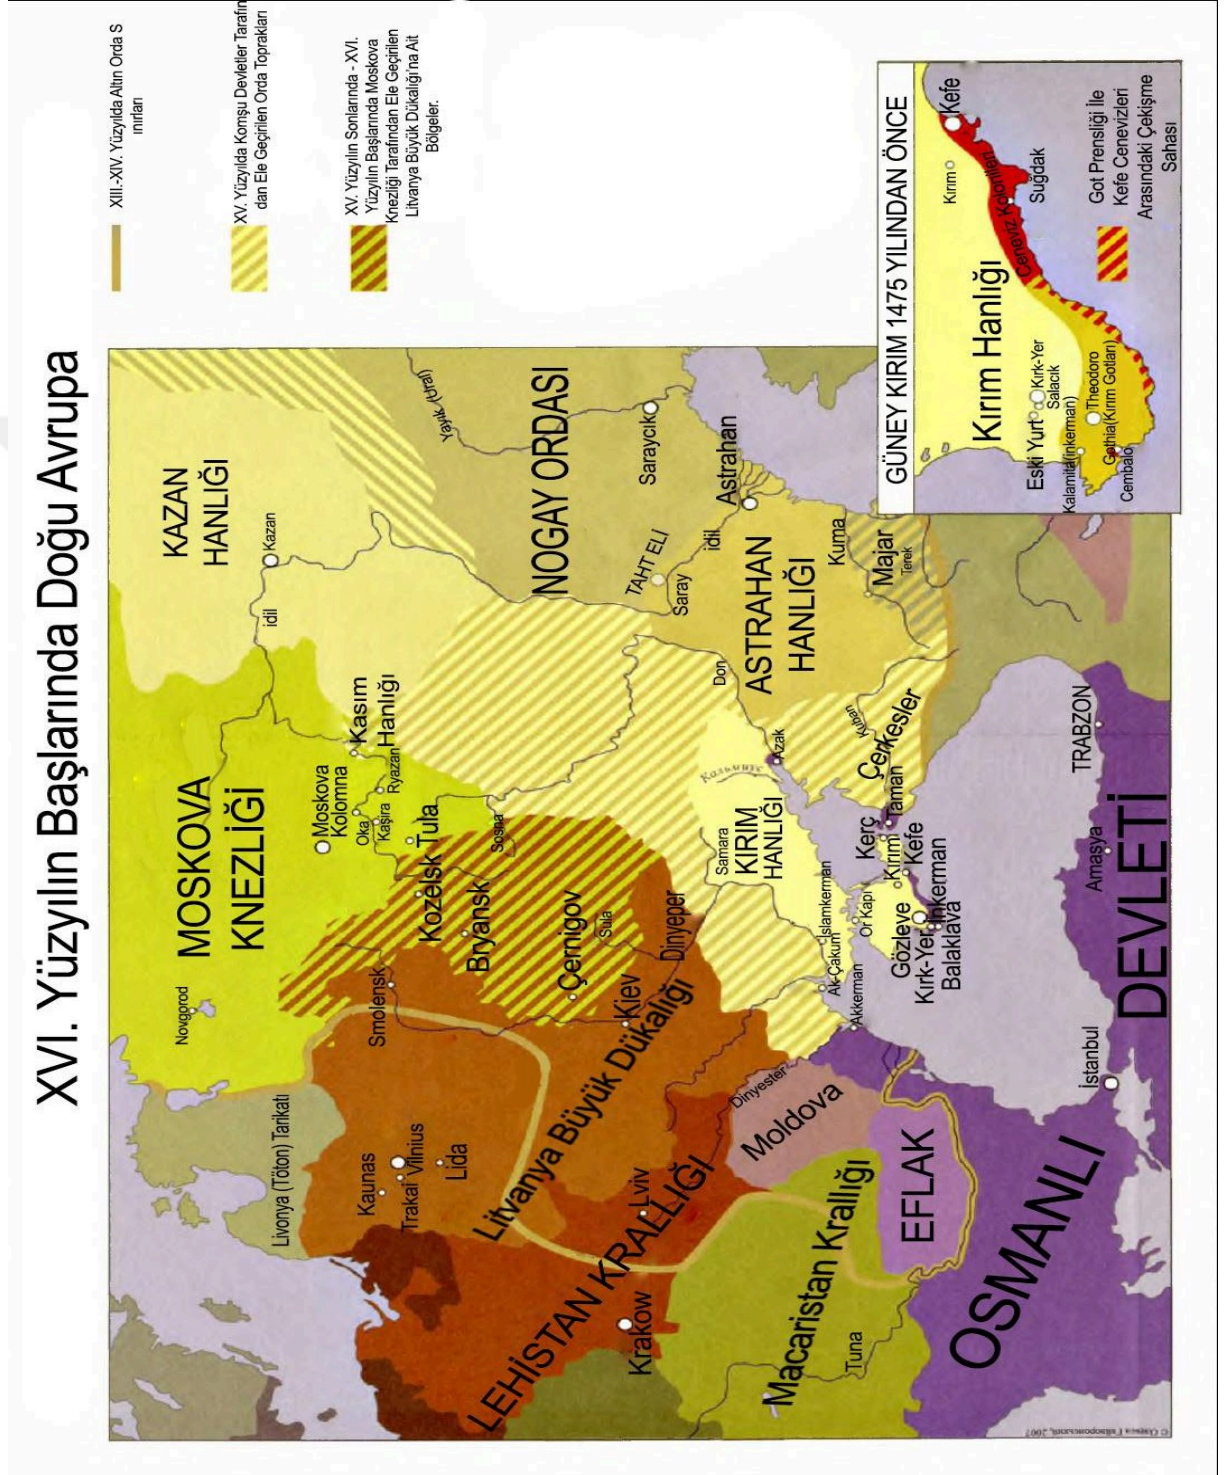 XVI. Yüzyılın Başlarında Doğu Avrupa
XIII.-XIV. Yüzyılda Altın Orda S
ınırları
XV. Yüzyılda Komşu Devletler Tarafın
dan Ele Geçirilen Orda Toprakları
XV. Yüzyılın Sonlarında - XVI.
Yüzyılın Başlarında Moskova
Knezliği Tarafından Ele Geçirilen
Litvanya Büyük Dükalığı'na Ait
Bölgeler.
KAZAN
HANLIĞI
Kazan
idil
Yayık (Ural)
NOGAY ORDASI
Saraycik
TAHT ELI
Saray
idil
Astrahan
ASTRAHAN
HANLIĞI
Kuma
Majar
Terek
MOSKOVA
KNEZLİĞİ
Novgorod
Moskova
Kolomna
Oka
Kaşira
Ryazan
Kasım
Hanlığı
Tula
Kozelsk
Bryansk
Sosna
Çernigov
Sula
Smolensk
Kiev
Dinyeper
Livonya (Töton) Tarikatı
Kaunas
Trakai
Vilnius
Lida
Litvanya Büyük Dükalığı
LEHİSTAN KRALLIĞI
Lviv
Krakow
Dinyester
Moldova
Macaristan Krallığı
Tuna
EFLAK
OSMANLI
DEVLETİ
İstanbul
Amasya
TRABZON
Don
Azak
Кальмиус
Samara
KIRIM
HANLIĞI
İslamkerman
Ak-Çakum
Akkerman
Or Kapı
Kerç
Taman
Kırım
Kefe
Gözleve
Kırk-Yer
İnkerman
Balaklava
Kuban
Çerkesler
GÜNEY KIRIM 1475 YILINDAN ÖNCE
Kefe
Kırım
Suğdak
Ceneviz Kolonileri
Kırım Hanlığı
Kırk-Yer
Salacık
Eski Yurt
Kalamita(inkerman)
Theodoro
Gothia(Kırım Gotları)
Cembalo
Got Prensliği İle
Kefe Cenevizleri
Arasındaki Çekişme
Sahası